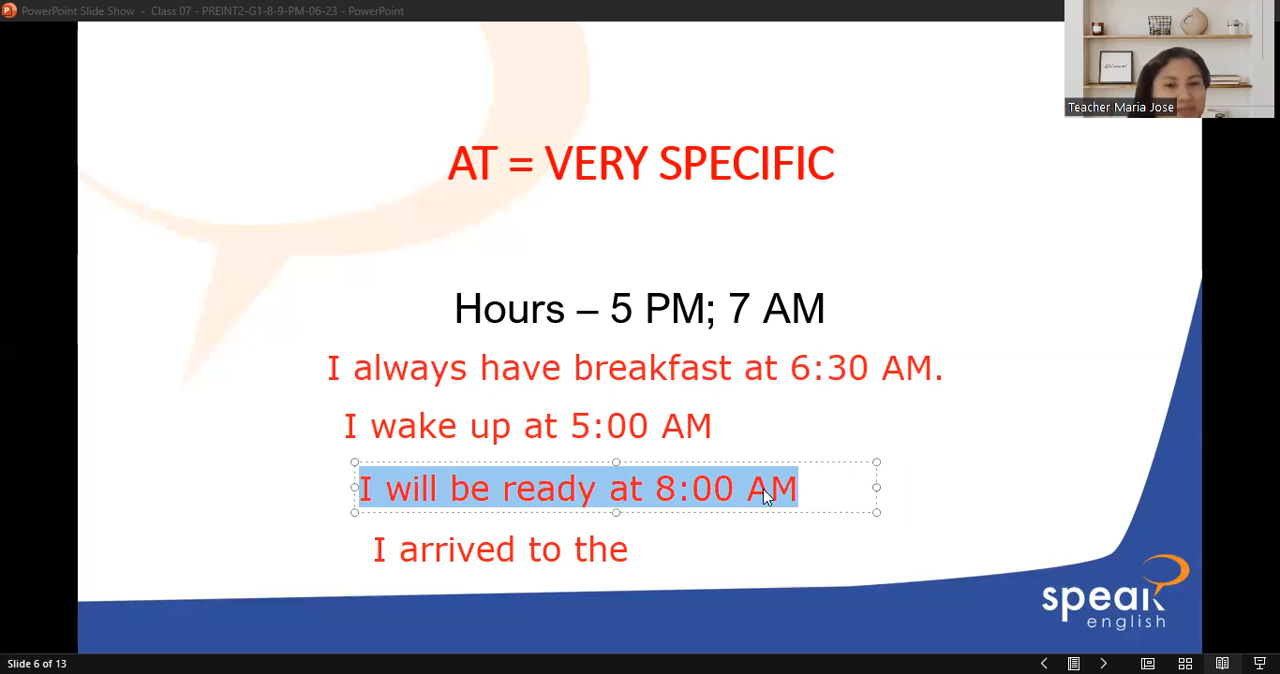 PowerPoint Slide Show - Class 07 - PREINT2-G1-8-9-PM-06-23 - PowerPoint
Teacher Maria Jose
AT = VERY SPECIFIC
Hours – 5 PM; 7 AM
I always have breakfast at 6:30 AM.
I wake up at 5:00 AM
I will be ready at 8:00 AM
I arrived to the
speak
english
Slide 6 of 13